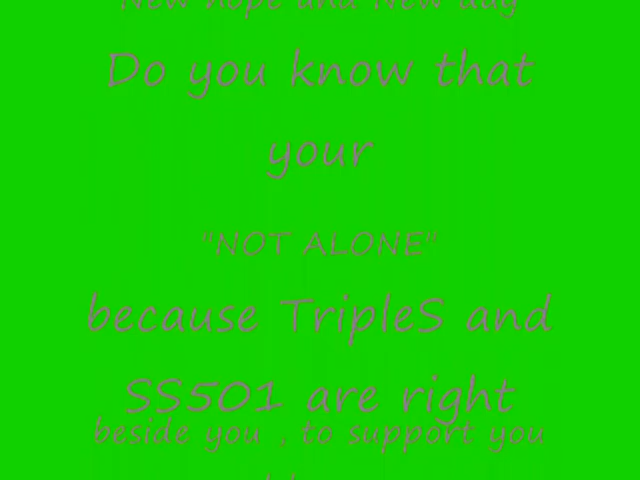 New hope and New day
Do you know that
your
"NOT ALONE"
because TripleS and
SS501 are right
beside you , to support you